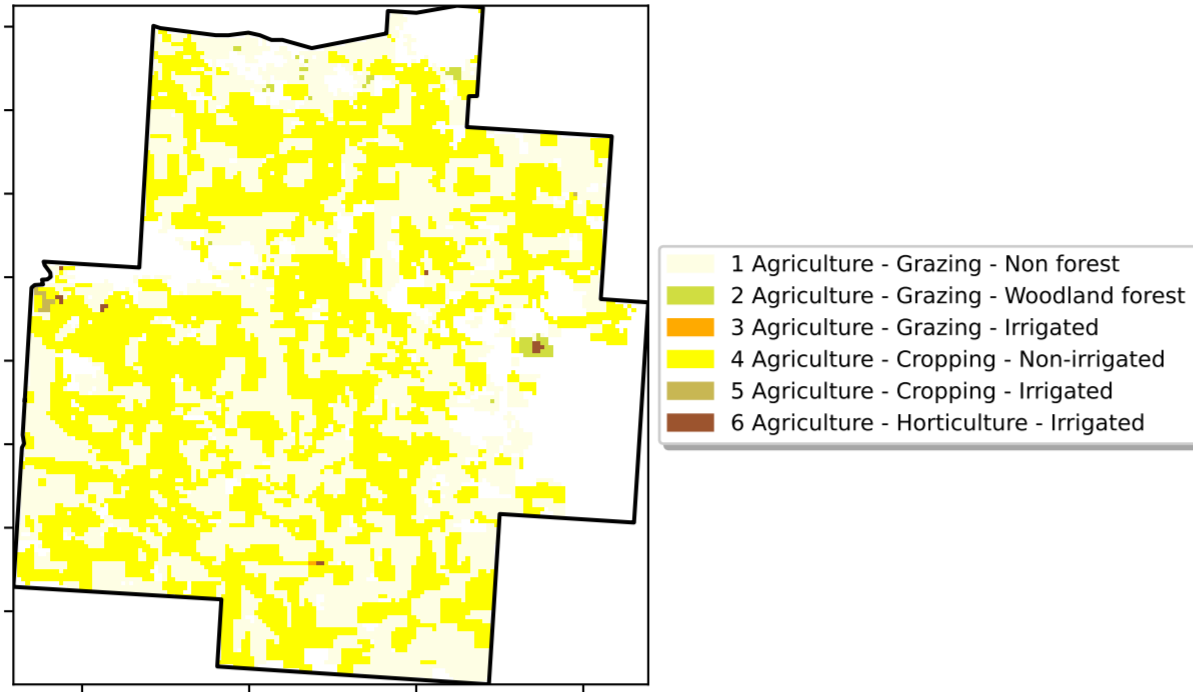 1 Agriculture - Grazing - Non forest
2 Agriculture - Grazing - Woodland forest
3 Agriculture - Grazing - Irrigated
4 Agriculture - Cropping - Non-irrigated
5 Agriculture - Cropping - Irrigated
6 Agriculture - Horticulture - Irrigated